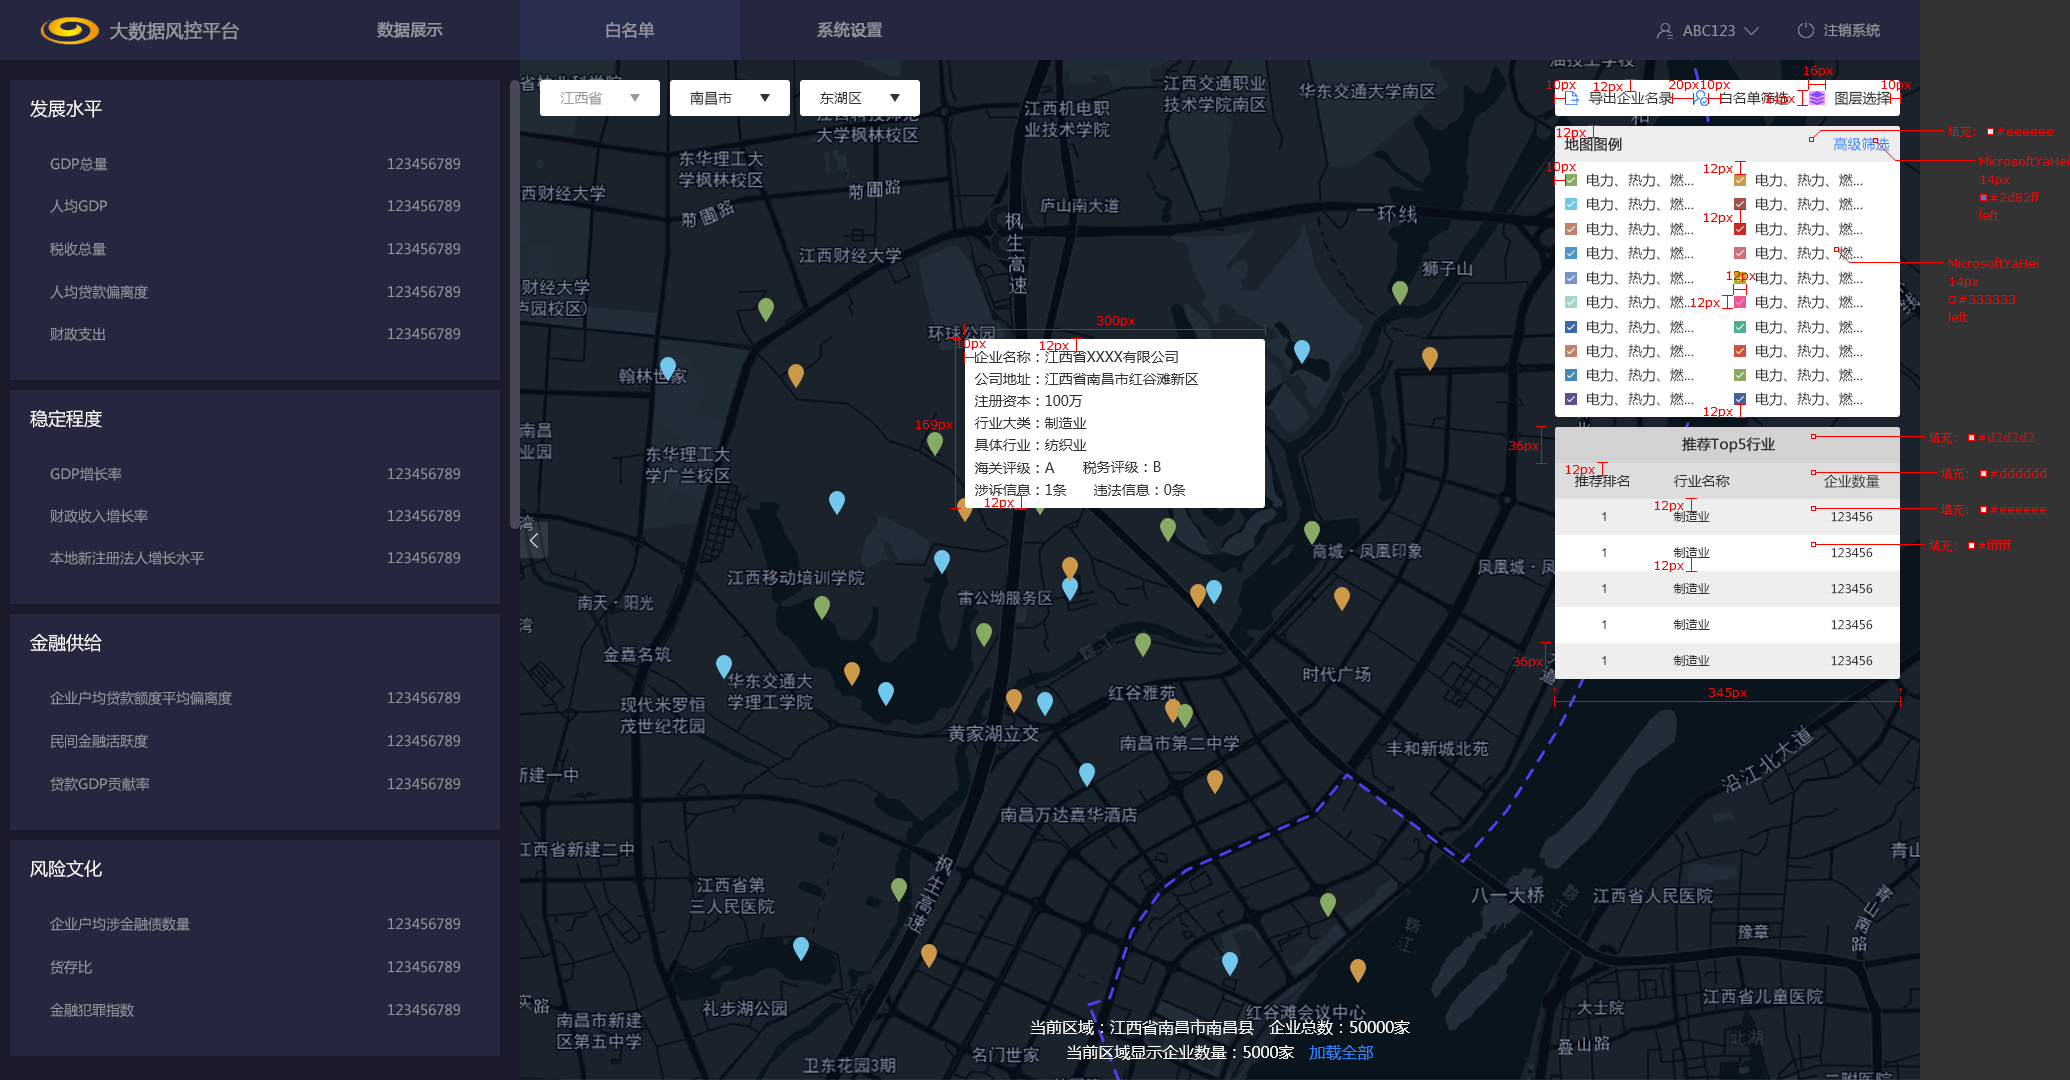 大数据风控平台
数据展示
白名单
系统设置
ABC123
注销系统
发展水平
GDP总量 123456789
人均GDP 123456789
税收总量 123456789
人均贷款偏离度 123456789
财政支出 123456789
稳定程度
GDP增长率 123456789
财政收入增长率 123456789
本地新注册法人增长水平 123456789
金融供给
企业户均贷款额度平均偏离度 123456789
民间金融活跃度 123456789
贷款GDP贡献率 123456789
风险文化
企业户均涉金融债数量 123456789
货存比 123456789
金融犯罪指数 123456789
江西省
南昌市
东湖区
江西机电职
业技术学院
江西交通职业
技术学院南区
华东交通大学南区
大学枫林校区
东华理工大
学枫林校区
西财经大学
菊圃路
菊圃路
庐山南大道
一环线
枫生高速
江西财经大学
狮子山
财经大学
庐园校区)
环球公园
翰林世家
南昌
业园
东华理工大
学广兰校区
江西移动培训学院
雷公坳服务区
商城·凤凰印象
凤凰城·凤
南天·阳光
湾
金嘉名筑
赣江
时代广场
华东交通大
学理工学院
现代米罗恒
茂世纪花园
红谷雅苑
黄家湖立交
南昌市第二中学
丰和新城北苑
沿江北大道
新建一中
南昌万达嘉华酒店
江西省新建二中
枫生高速
江西省第
三人民医院
八一大桥
赣江
江西省人民医院
青山
青山南路
豫章
赣江
礼步湖公园
红谷滩会议中心
江西省儿童医院
大士院
南昌市新建
区第五中学
名门世家
卫东花园3期
叠山路
北湖
300px
10px
12px
169px
12px
企业名称：江西省XXXX有限公司
公司地址：江西省南昌市红谷滩新区
注册资本：100万
行业大类：制造业
具体行业：纺织业
海关评级：A 税务评级：B
涉诉信息：1条 违法信息：0条
当前区域：江西省南昌市南昌县 企业总数：50000家
当前区域显示企业数量：5000家 加载全部
16px
10px 12px 20px 10px 10px
导出企业名录 白名单筛选 图层选择
12px
地图图例 高级筛选
10px 12px
电力、热力、燃... 电力、热力、燃...
电力、热力、燃... 电力、热力、燃...
12px
电力、热力、燃... 电力、热力、燃...
电力、热力、燃... 电力、热力、燃...
电力、热力、燃... 电力、热力、燃...
12px
12px
电力、热力、燃... 电力、热力、燃...
电力、热力、燃... 电力、热力、燃...
电力、热力、燃... 电力、热力、燃...
电力、热力、燃... 电力、热力、燃...
电力、热力、燃... 电力、热力、燃...
12px
36px
推荐Top5行业
12px
推荐排名 行业名称 企业数量
12px
1 制造业 123456
1 制造业 123456
12px
1 制造业 123456
1 制造业 123456
1 制造业 123456
36px
345px
填充： #eeeeee
MicrosoftYaHei
14px
#2d82ff
left
MicrosoftYaHei
14px
#333333
left
填充： #d2d2d2
填充： #dddddd
填充： #eeeeee
填充： #ffffff